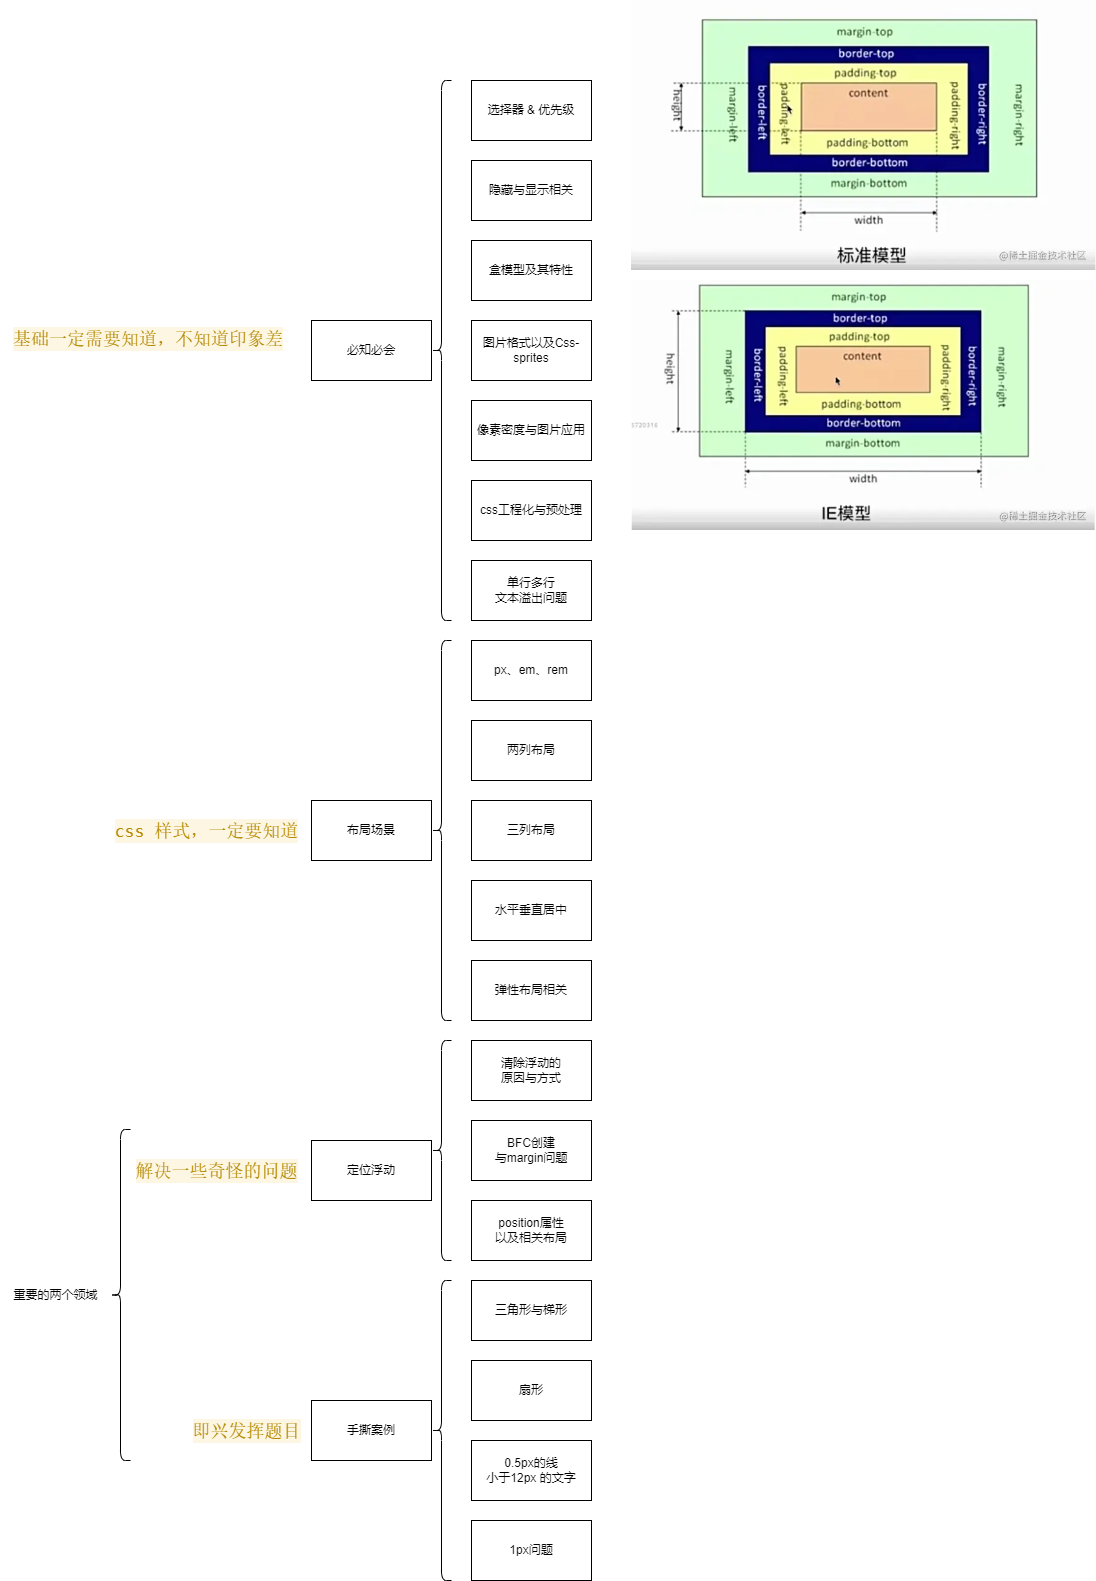 基础一定需要知道，不知道印象差
必知必会
选择器 & 优先级
隐藏与显示相关
盒模型及其特性
图片格式以及Css-
sprites
像素密度与图片应用
css工程化与预处理
单行多行
文本溢出问题
css 样式，一定要知道
布局场景
px、em、rem
两列布局
三列布局
水平垂直居中
弹性布局相关
重要的两个领域
解决一些奇怪的问题
定位浮动
清除浮动的
原因与方式
BFC创建
与margin问题
position属性
以及相关布局
即兴发挥题目
手撕案例
三角形与梯形
扇形
0.5px的线
小于12px 的文字
1px问题
margin-top
border-top
padding-top
content
height
margin-left
border-left
padding-left
padding-right
border-right
margin-right
padding-bottom
border-bottom
margin-bottom
width
标准模型
@稀土掘金技术社区
margin-top
border-top
padding-top
content
height
margin-left
border-left
padding-left
padding-right
border-right
margin-right
padding-bottom
border-bottom
margin-bottom
width
IE模型
@稀土掘金技术社区